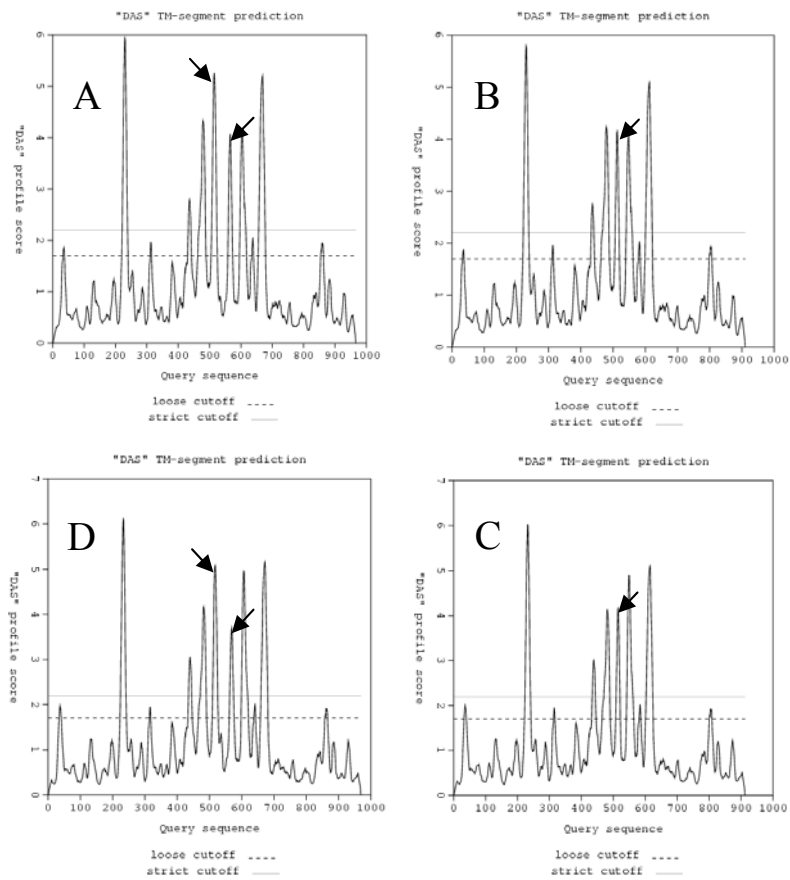 "DAS" TM-segment prediction
A
"DAS" profile score
6
5
4
3
2
1
0
0 100 200 300 400 500 600 700 800 900 1000
Query sequence
loose cutoff ----
strict cutoff ____
"DAS" TM-segment prediction
B
"DAS" profile score
6
5
4
3
2
1
0
0 100 200 300 400 500 600 700 800 900 1000
Query sequence
loose cutoff ----
strict cutoff ____
"DAS" TM-segment prediction
D
"DAS" profile score
7
6
5
4
3
2
1
0
0 100 200 300 400 500 600 700 800 900 1000
Query sequence
loose cutoff ----
strict cutoff ____
"DAS" TM-segment prediction
C
"DAS" profile score
7
6
5
4
3
2
1
0
0 100 200 300 400 500 600 700 800 900 1000
Query sequence
loose cutoff ----
strict cutoff ____